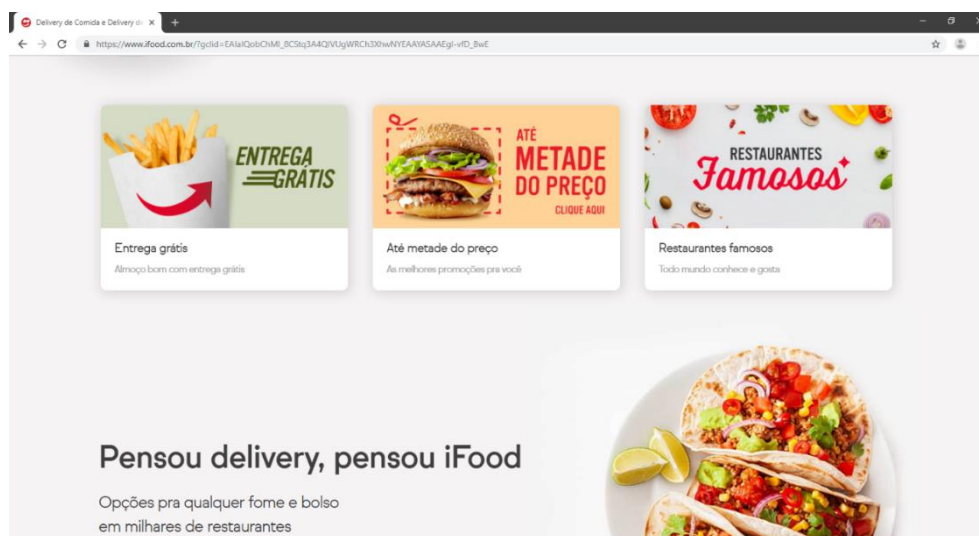 Delivery de Comida e Delivery de
https://www.ifood.com.br/?gclid=EAIaIQobChMI_8CStq3A4QIVUgWRCh3XhwNYEAAYASAAEgI-vfD_BwE
ENTREGA
GRÁTIS
ATÉ
METADE
DO PREÇO
CLIQUE AQUI
RESTAURANTES
Famosos
Entrega grátis
Almoço bom com entrega grátis
Até metade do preço
As melhores promoções pra você
Restaurantes famosos
Todo mundo conhece e gosta
Pensou delivery, pensou iFood
Opções pra qualquer fome e bolso
em milhares de restaurantes